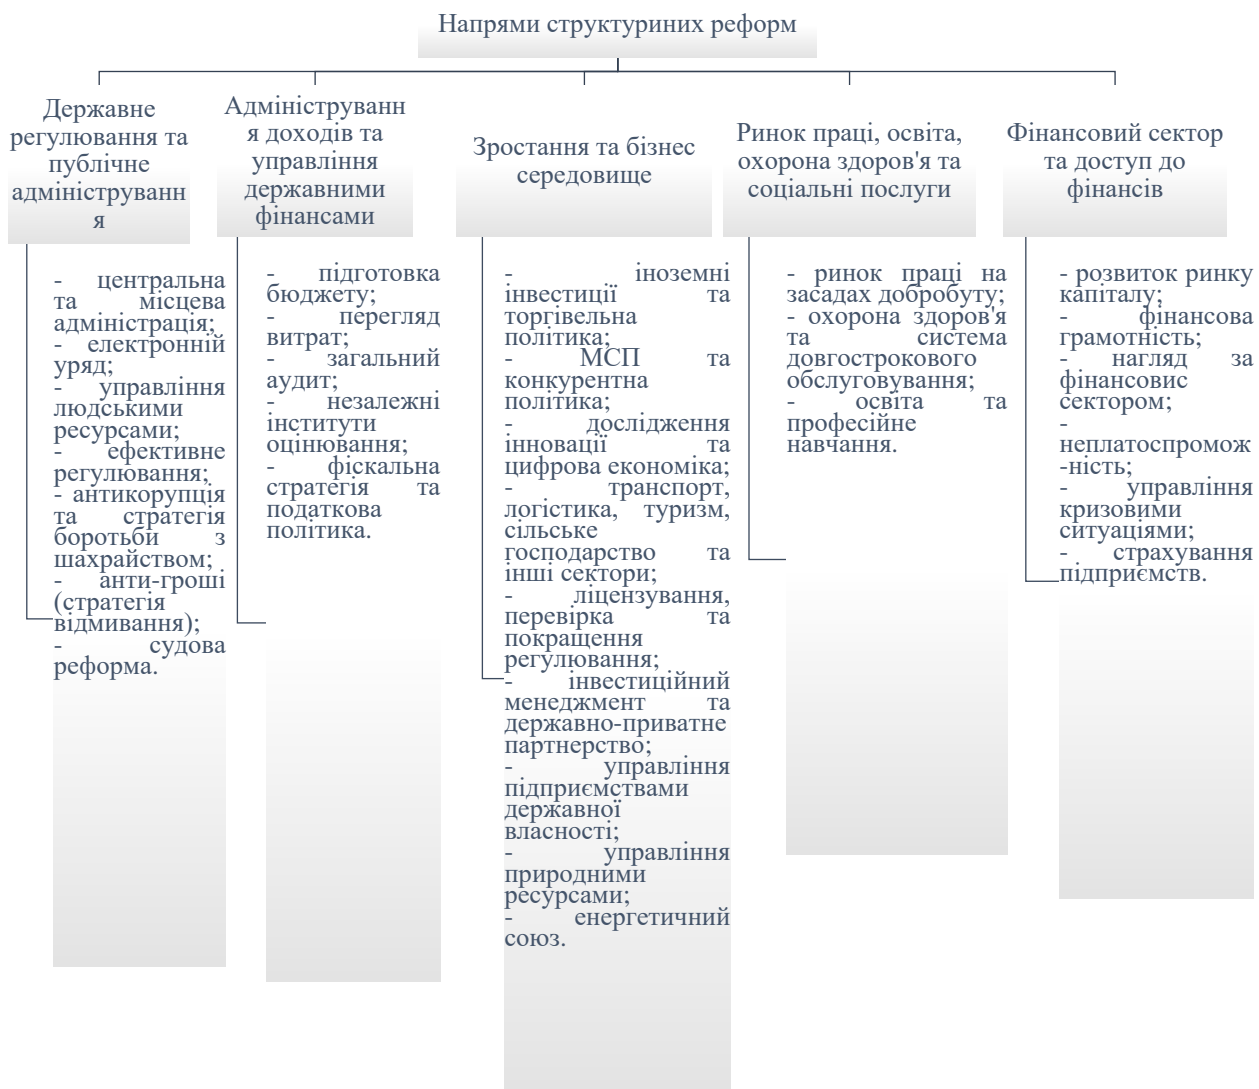 Напрями структуриних реформ
Державне
регулювання та
публічне
адмініструванн
я
- центральна
та місцева
адміністрація;
- електронній
уряд;
- управління
людськими
ресурсами;
- ефективне
регулювання;
- антикорупція
та стратегія
боротьби з
шахрайством;
- анти-гроші
(стратегія
відмивання);
- судова
реформа.
Адмініструванн
я доходів та
управління
державними
фінансами
- підготовка
бюджету;
- перегляд
витрат;
- загальний
аудит;
- незалежні
інститути
оцінювання;
- фіскальна
стратегія та
податкова
політика.
Зростання та бізнес
середовище
- іноземні
інвестиції та
торгівельна
політика;
- МСП та
конкурентна
політика;
- дослідження
інновації та
цифрова економіка;
- транспорт,
логістика, туризм,
сільське
господарство та
інші сектори;
- ліцензування,
перевірка та
покращення
регулювання;
- інвестиційний
менеджмент та
державно-приватне
партнерство;
- управління
підприємствами
державної
власності;
- управління
природними
ресурсами;
- енергетичний
союз.
Ринок праці, освіта,
охорона здоров'я та
соціальні послуги
- ринок праці на
засадах добробуту;
- охорона здоров'я
та система
довгострокового
обслуговування;
- освіта та
професійне
навчання.
Фінансовий сектор
та доступ до
фінансів
- розвиток ринку
капіталу;
- фінансова
грамотність;
- нагляд за
фінансовис
сектором;
-
неплатоспромож
-ність;
- управління
кризовими
ситуаціями;
- страхування
підприємств.